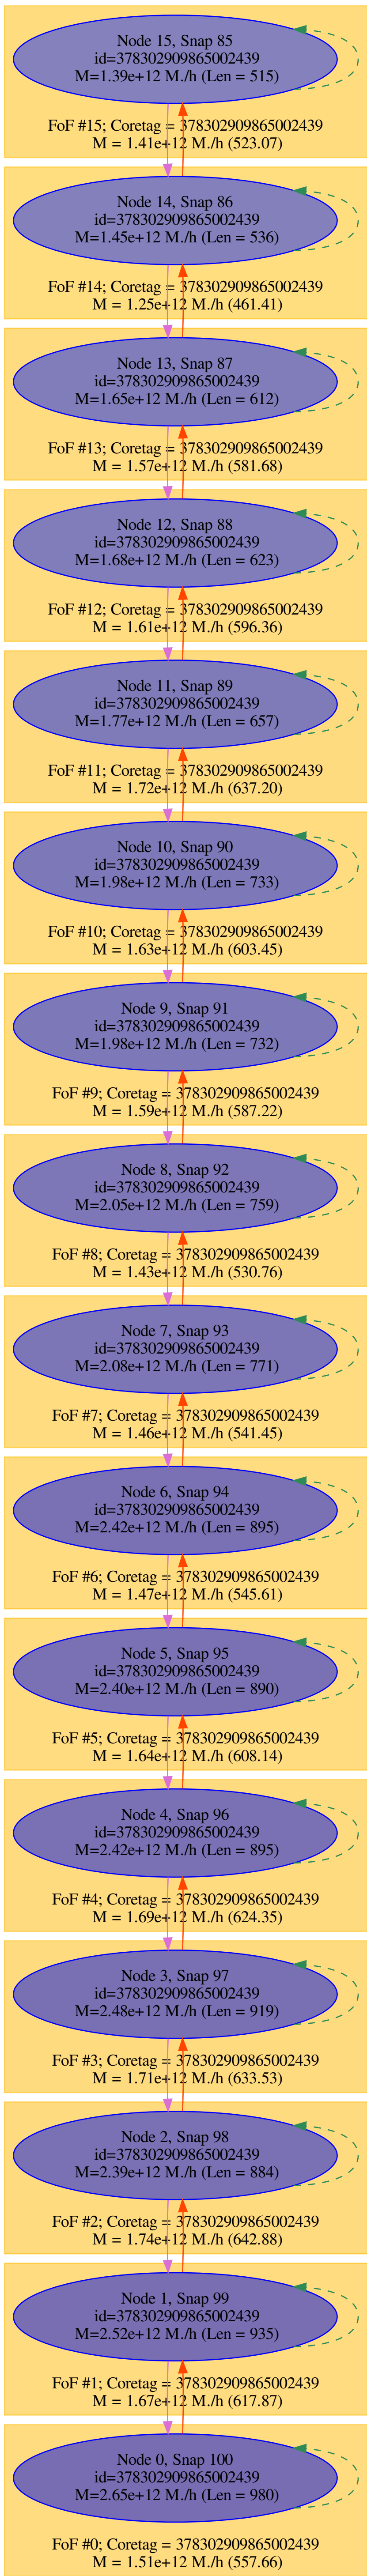 Node 15, Snap 85
id=378302909865002439
M=1.39e+12 M./h (Len = 515)
FoF #15; Coretag = 378302909865002439
M = 1.41e+12 M./h (523.07)
Node 14, Snap 86
id=378302909865002439
M=1.45e+12 M./h (Len = 536)
FoF #14; Coretag = 378302909865002439
M = 1.25e+12 M./h (461.41)
Node 13, Snap 87
id=378302909865002439
M=1.65e+12 M./h (Len = 612)
FoF #13; Coretag = 378302909865002439
M = 1.57e+12 M./h (581.68)
Node 12, Snap 88
id=378302909865002439
M=1.68e+12 M./h (Len = 623)
FoF #12; Coretag = 378302909865002439
M = 1.61e+12 M./h (596.36)
Node 11, Snap 89
id=378302909865002439
M=1.77e+12 M./h (Len = 657)
FoF #11; Coretag = 378302909865002439
M = 1.72e+12 M./h (637.20)
Node 10, Snap 90
id=378302909865002439
M=1.98e+12 M./h (Len = 733)
FoF #10; Coretag = 378302909865002439
M = 1.63e+12 M./h (603.45)
Node 9, Snap 91
id=378302909865002439
M=1.98e+12 M./h (Len = 732)
FoF #9; Coretag = 378302909865002439
M = 1.59e+12 M./h (587.22)
Node 8, Snap 92
id=378302909865002439
M=2.05e+12 M./h (Len = 759)
FoF #8; Coretag = 378302909865002439
M = 1.43e+12 M./h (530.76)
Node 7, Snap 93
id=378302909865002439
M=2.08e+12 M./h (Len = 771)
FoF #7; Coretag = 378302909865002439
M = 1.46e+12 M./h (541.45)
Node 6, Snap 94
id=378302909865002439
M=2.42e+12 M./h (Len = 895)
FoF #6; Coretag = 378302909865002439
M = 1.47e+12 M./h (545.61)
Node 5, Snap 95
id=378302909865002439
M=2.40e+12 M./h (Len = 890)
FoF #5; Coretag = 378302909865002439
M = 1.64e+12 M./h (608.14)
Node 4, Snap 96
id=378302909865002439
M=2.42e+12 M./h (Len = 895)
FoF #4; Coretag = 378302909865002439
M = 1.69e+12 M./h (624.35)
Node 3, Snap 97
id=378302909865002439
M=2.48e+12 M./h (Len = 919)
FoF #3; Coretag = 378302909865002439
M = 1.71e+12 M./h (633.53)
Node 2, Snap 98
id=378302909865002439
M=2.39e+12 M./h (Len = 884)
FoF #2; Coretag = 378302909865002439
M = 1.74e+12 M./h (642.88)
Node 1, Snap 99
id=378302909865002439
M=2.52e+12 M./h (Len = 935)
FoF #1; Coretag = 378302909865002439
M = 1.67e+12 M./h (617.87)
Node 0, Snap 100
id=378302909865002439
M=2.65e+12 M./h (Len = 980)
FoF #0; Coretag = 378302909865002439
M = 1.51e+12 M./h (557.66)